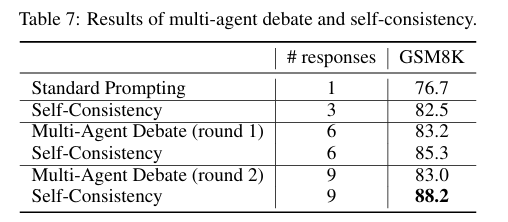 Table 7: Results of multi-agent debate and self-consistency.
# responses GSM8K
Standard Prompting 1 76.7
Self-Consistency 3 82.5
Multi-Agent Debate (round 1) 6 83.2
Self-Consistency 6 85.3
Multi-Agent Debate (round 2) 9 83.0
Self-Consistency 9 88.2